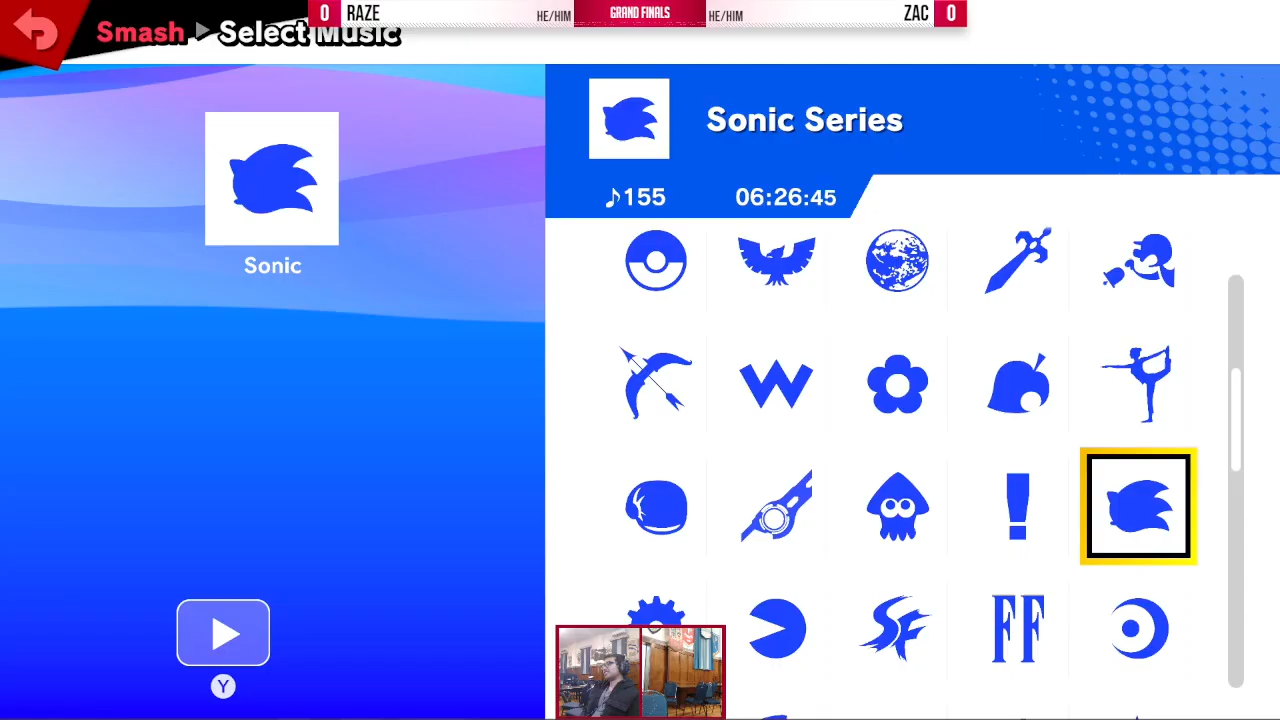 0 RAZE HE/HIM GRAND FINALS HE/HIM ZAC 0
Smash Select Music
Sonic Series
♪155 06:26:45
Sonic
W
!
SF FF
Y